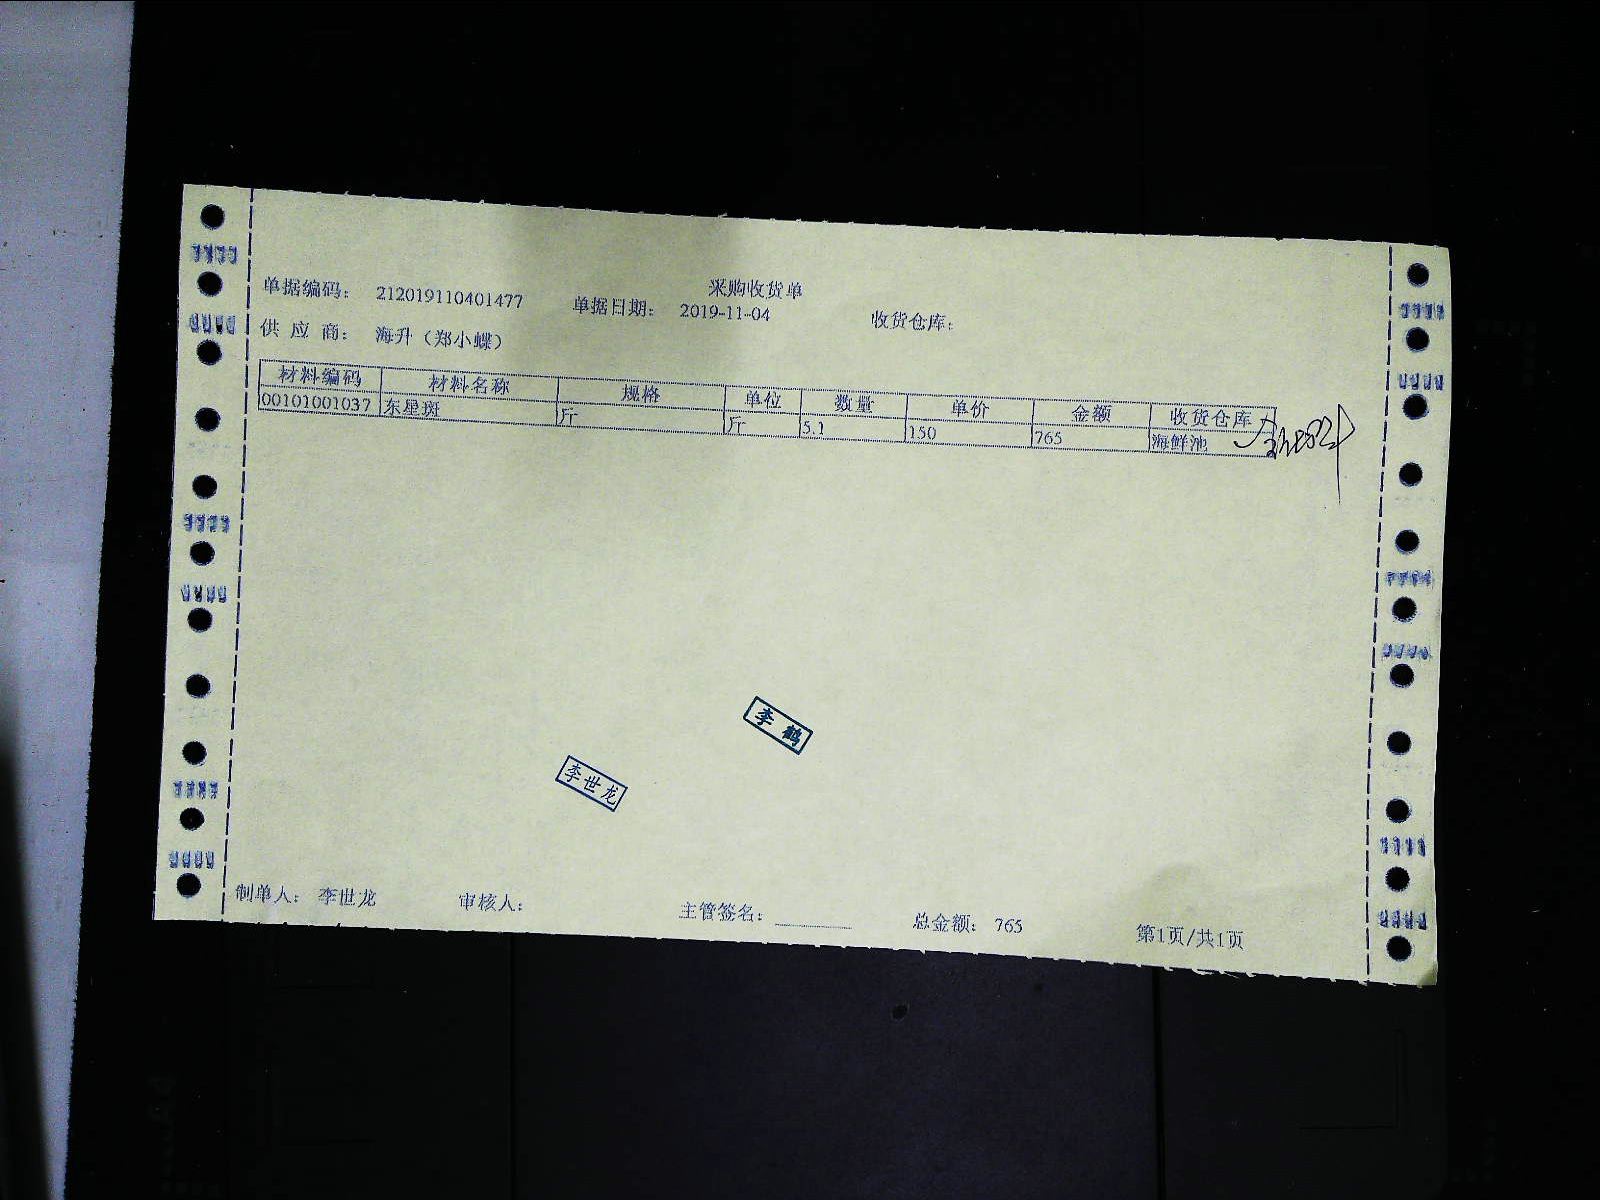 采购收货单
单据编码： 212019110401477 单据日期： 2019-11-04 收货仓库：
供 应 商： 海升（郑小蝶）
材料编码 材料名称 规格 单位 数量 单价 金额 收货仓库
00101001037 东星斑 斤 斤 5.1 150 765 海鲜池
李鹤
李世龙
制单人： 李世龙 审核人： 主管签名： 总金额： 765 第1页/共1页